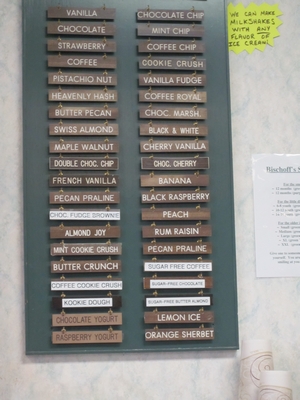 VANILLA
CHOCOLATE
STRAWBERRY
COFFEE
PISTACHIO NUT
HEAVENLY HASH
BUTTER PECAN
SWISS ALMOND
MAPLE WALNUT
DOUBLE CHOC. CHIP
FRENCH VANILLA
PECAN PRALINE
CHOC. FUDGE BROWNIE
ALMOND JOY
MINT COOKIE CRUSH
BUTTER CRUNCH
COFFEE COOKIE CRUSH
KOOKIE DOUGH
CHOCOLATE YOGURT
RASPBERRY YOGURT
CHOCOLATE CHIP
MINT CHIP
COFFEE CHIP
COOKIE CRUSH
VANILLA FUDGE
COFFEE ROYAL
CHOC. MARSH.
BLACK & WHITE
CHERRY VANILLA
CHOC. CHERRY
BANANA
BLACK RASPBERRY
PEACH
RUM RAISIN
PECAN PRALINE
SUGAR FREE COFFEE
SUGAR-FREE CHOCOLATE
SUGAR-FREE BUTTER ALMOND
LEMON ICE
ORANGE SHERBET
WE CAN MAKE
MILKSHAKES
WITH ANY
FLAVOR OF
ICE CREAM!
Bischoff's